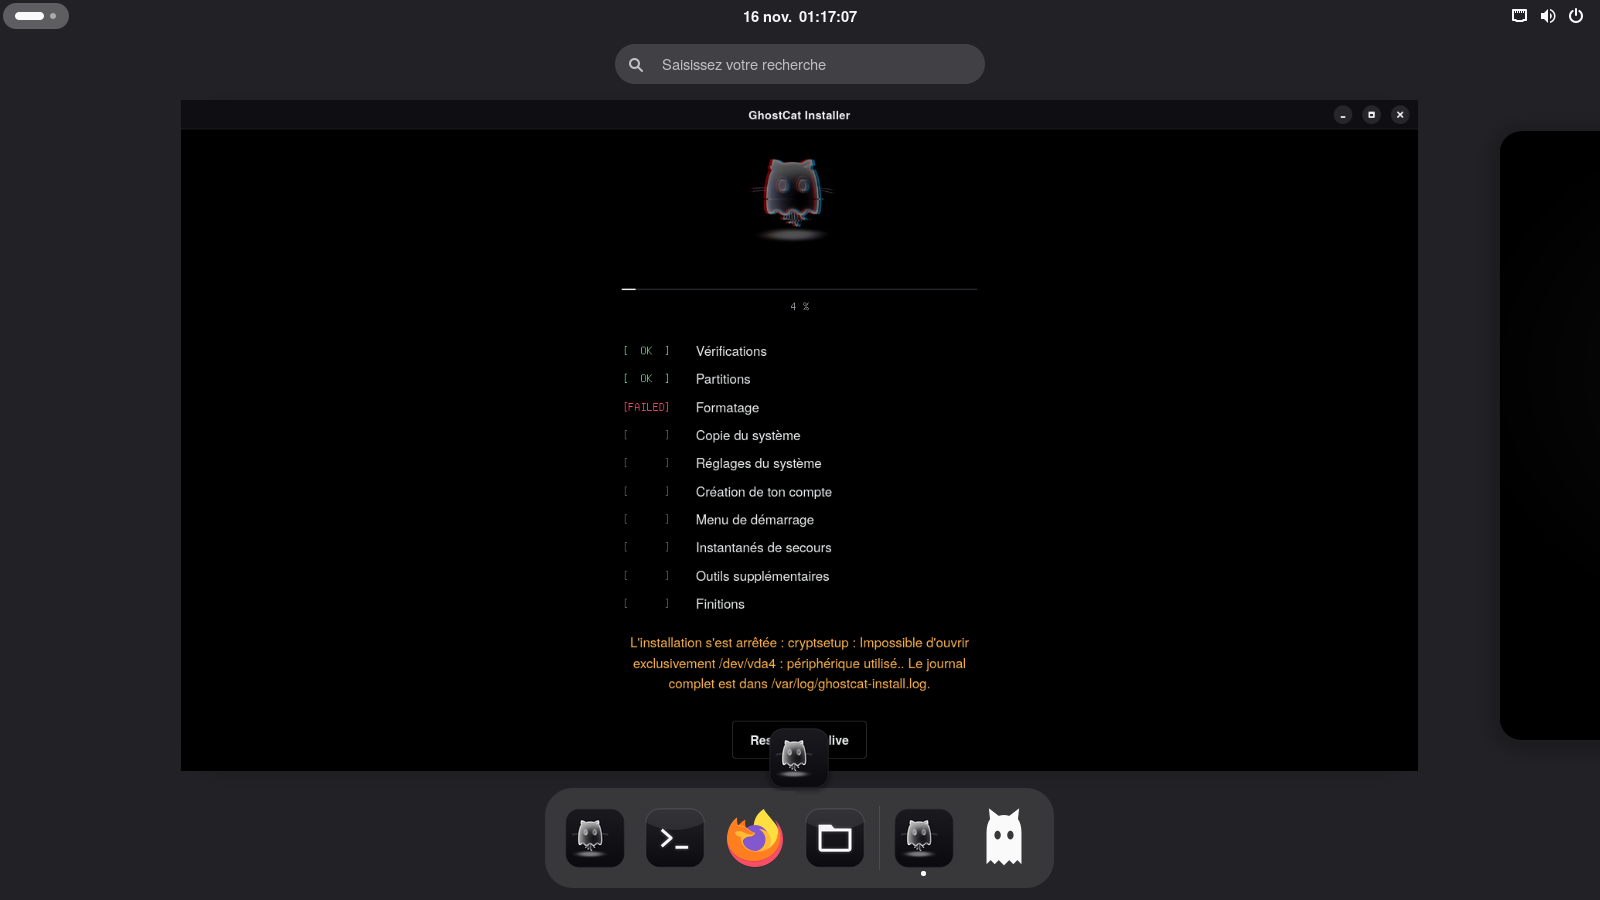 16 nov. 01:17:07
Saisissez votre recherche
GhostCat Installer
4 %
[ OK ] Vérifications
[ OK ] Partitions
[FAILED] Formatage
[ ] Copie du système
[ ] Réglages du système
[ ] Création de ton compte
[ ] Menu de démarrage
[ ] Instantanés de secours
[ ] Outils supplémentaires
[ ] Finitions
L'installation s'est arrêtée : cryptsetup : Impossible d'ouvrir
exclusivement /dev/vda4 : périphérique utilisé.. Le journal
complet est dans /var/log/ghostcat-install.log.
live